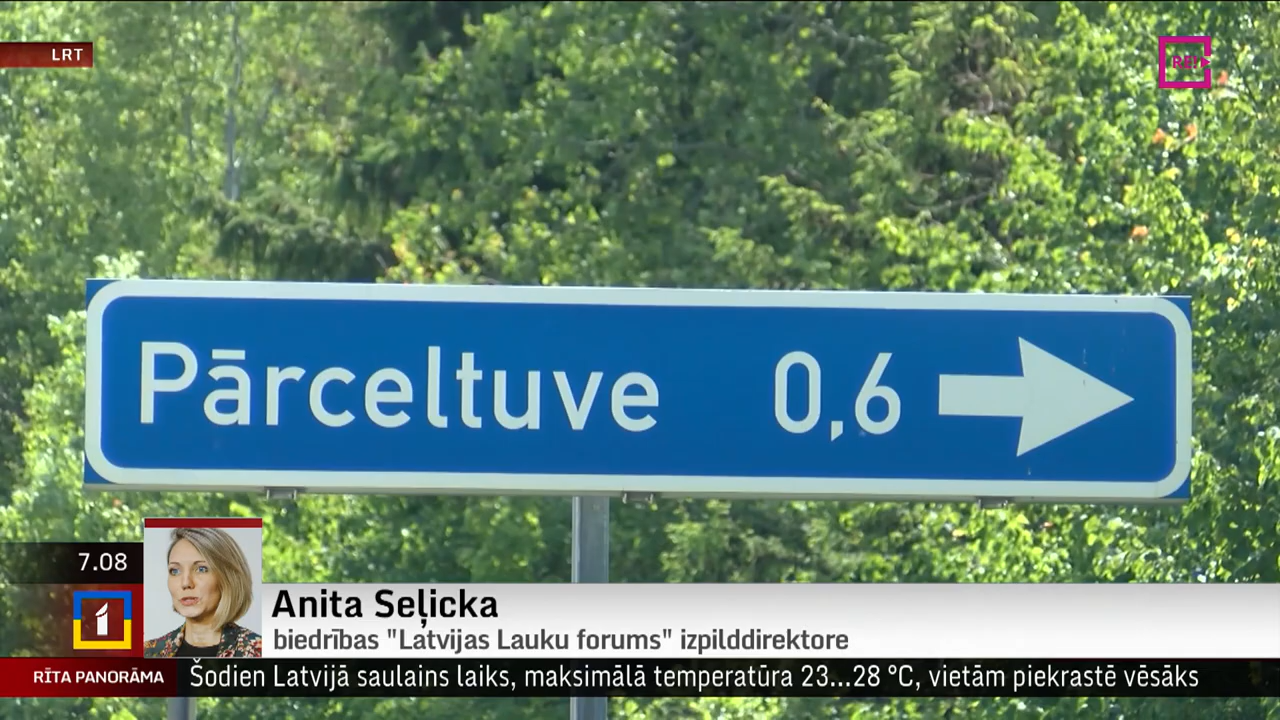 LRT
RE!
Pārceltuve 0,6
7.08
1
Anita Seļicka
biedrības "Latvijas Lauku forums" izpilddirektore
RĪTA PANORĀMA Šodien Latvijā saulains laiks, maksimālā temperatūra 23...28 °C, vietām piekrastē vēsāks